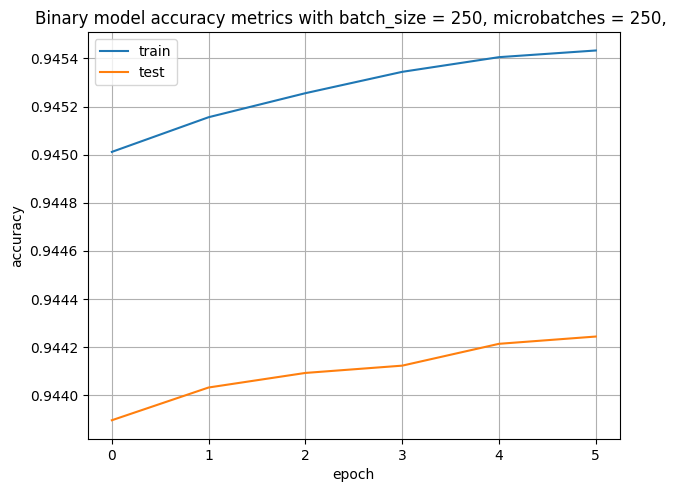 Binary model accuracy metrics with batch_size = 250, microbatches = 250,
train
test
0.9454
0.9452
0.9450
0.9448
0.9446
0.9444
0.9442
0.9440
accuracy
0 1 2 3 4 5
epoch